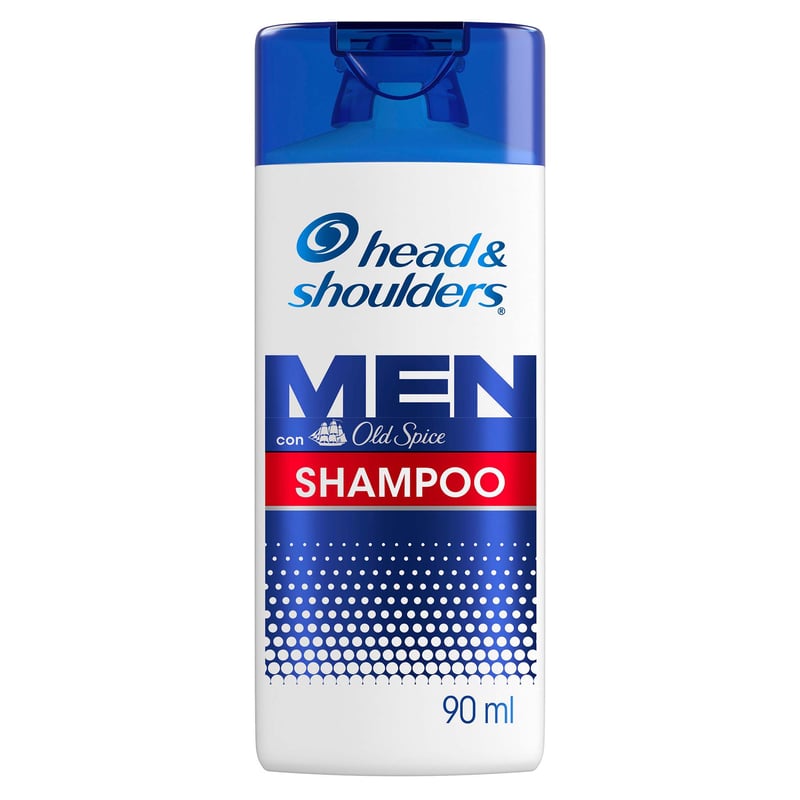 head &
shoulders®
MEN
con Old Spice
SHAMPOO
90 ml